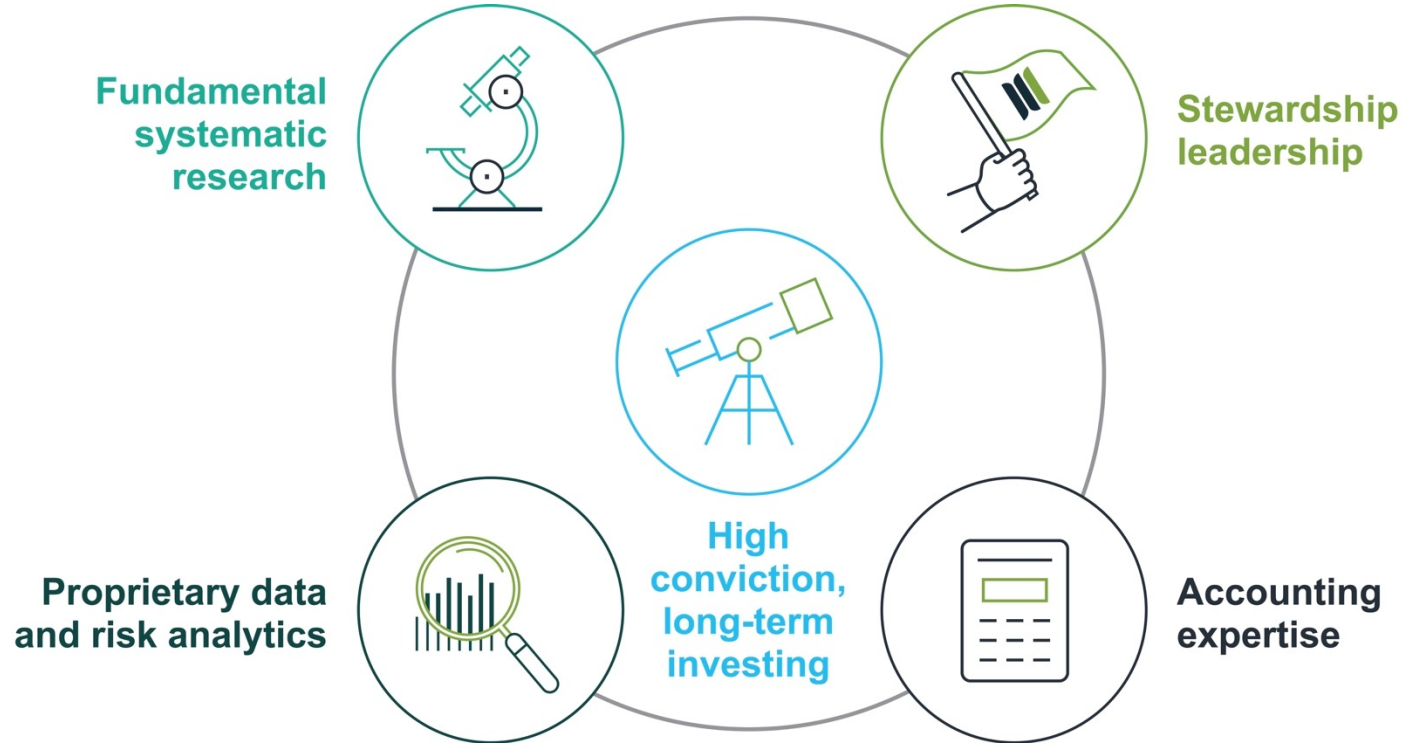 Fundamental
systematic
research
Stewardship
leadership
High
conviction,
long-term
investing
Proprietary data
and risk analytics
Accounting
expertise